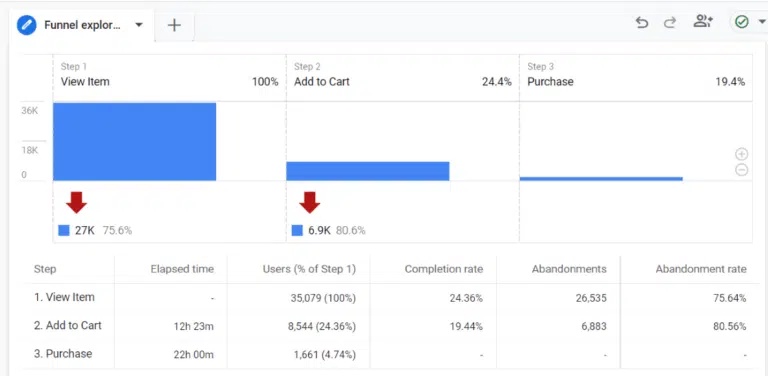 Funnel explor...
Step 1
View Item 100%
Step 2
Add to Cart 24.4%
Step 3
Purchase 19.4%
36K
18K
0
27K 75.6%
6.9K 80.6%
Step Elapsed time Users (% of Step 1) Completion rate Abandonments Abandonment rate
1. View Item - 35,079 (100%) 24.36% 26,535 75.64%
2. Add to Cart 12h 23m 8,544 (24.36%) 19.44% 6,883 80.56%
3. Purchase 22h 00m 1,661 (4.74%) - - -